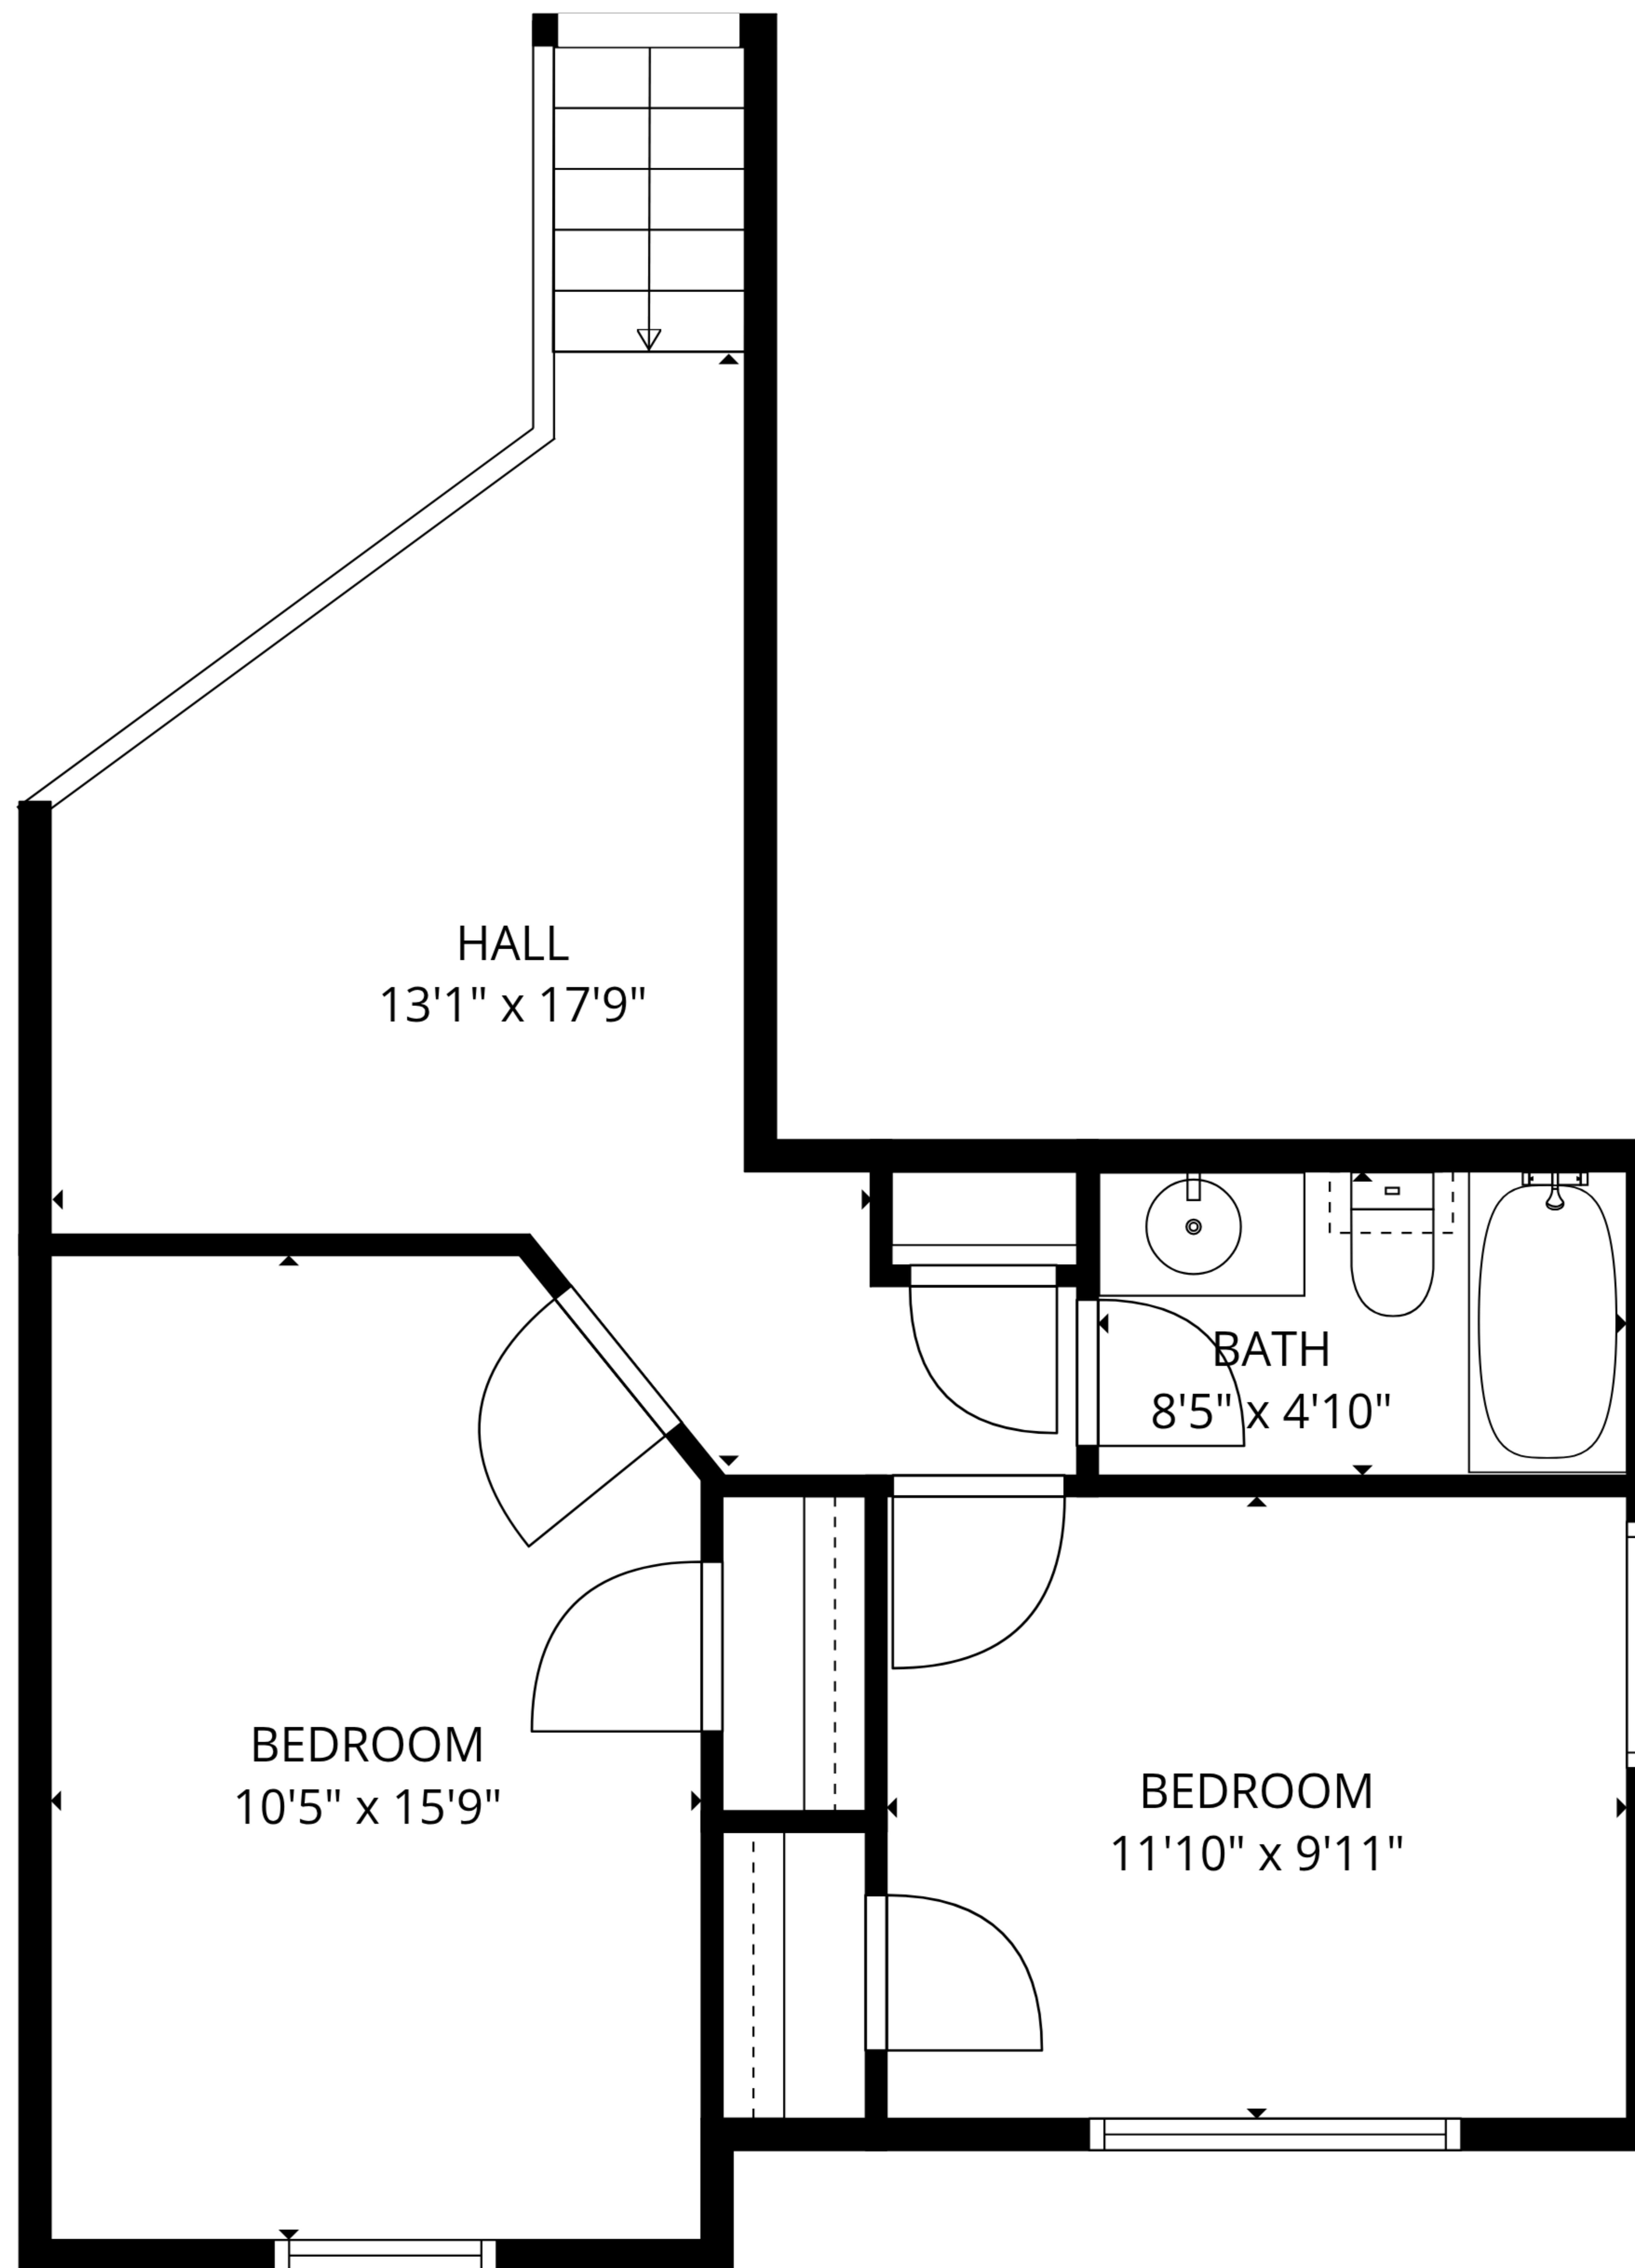 HALL
13'1" x 17'9"
BATH
8'5" x 4'10"
BEDROOM
10'5" x 15'9"
BEDROOM
11'10" x 9'11"